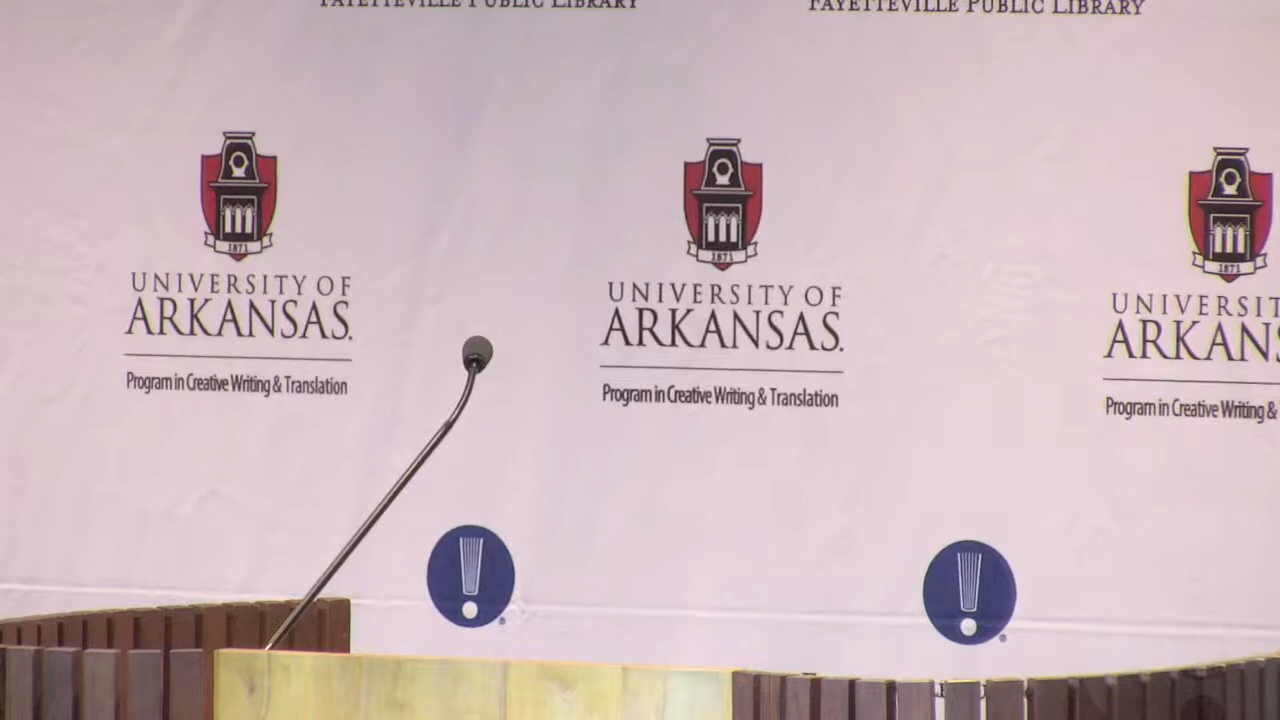 FAYETTEVILLE PUBLIC LIBRARY
FAYETTEVILLE PUBLIC LIBRARY
1871
UNIVERSITY OF
ARKANSAS.
Program in Creative Writing & Translation
1871
UNIVERSITY OF
ARKANSAS.
Program in Creative Writing & Translation
1871
UNIVERSIT
ARKANS
Program in Creative Writing &